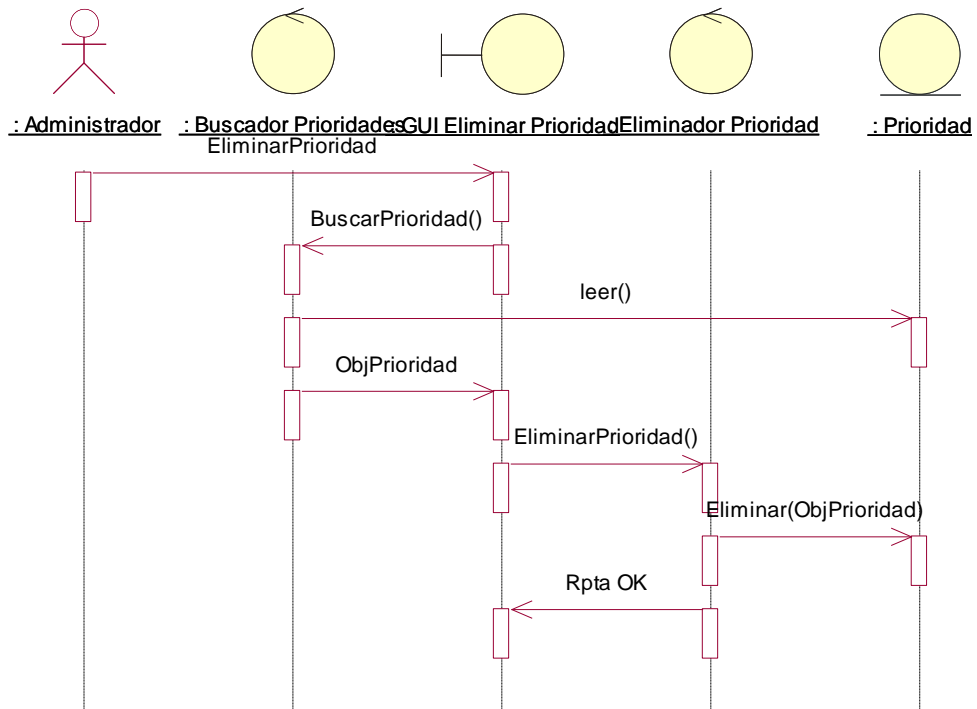 : Administrador
: Buscador Prioridades
: GUI Eliminar Prioridad
Eliminador Prioridad
: Prioridad
EliminarPrioridad
BuscarPrioridad()
leer()
ObjPrioridad
EliminarPrioridad()
Eliminar(ObjPrioridad)
Rpta OK